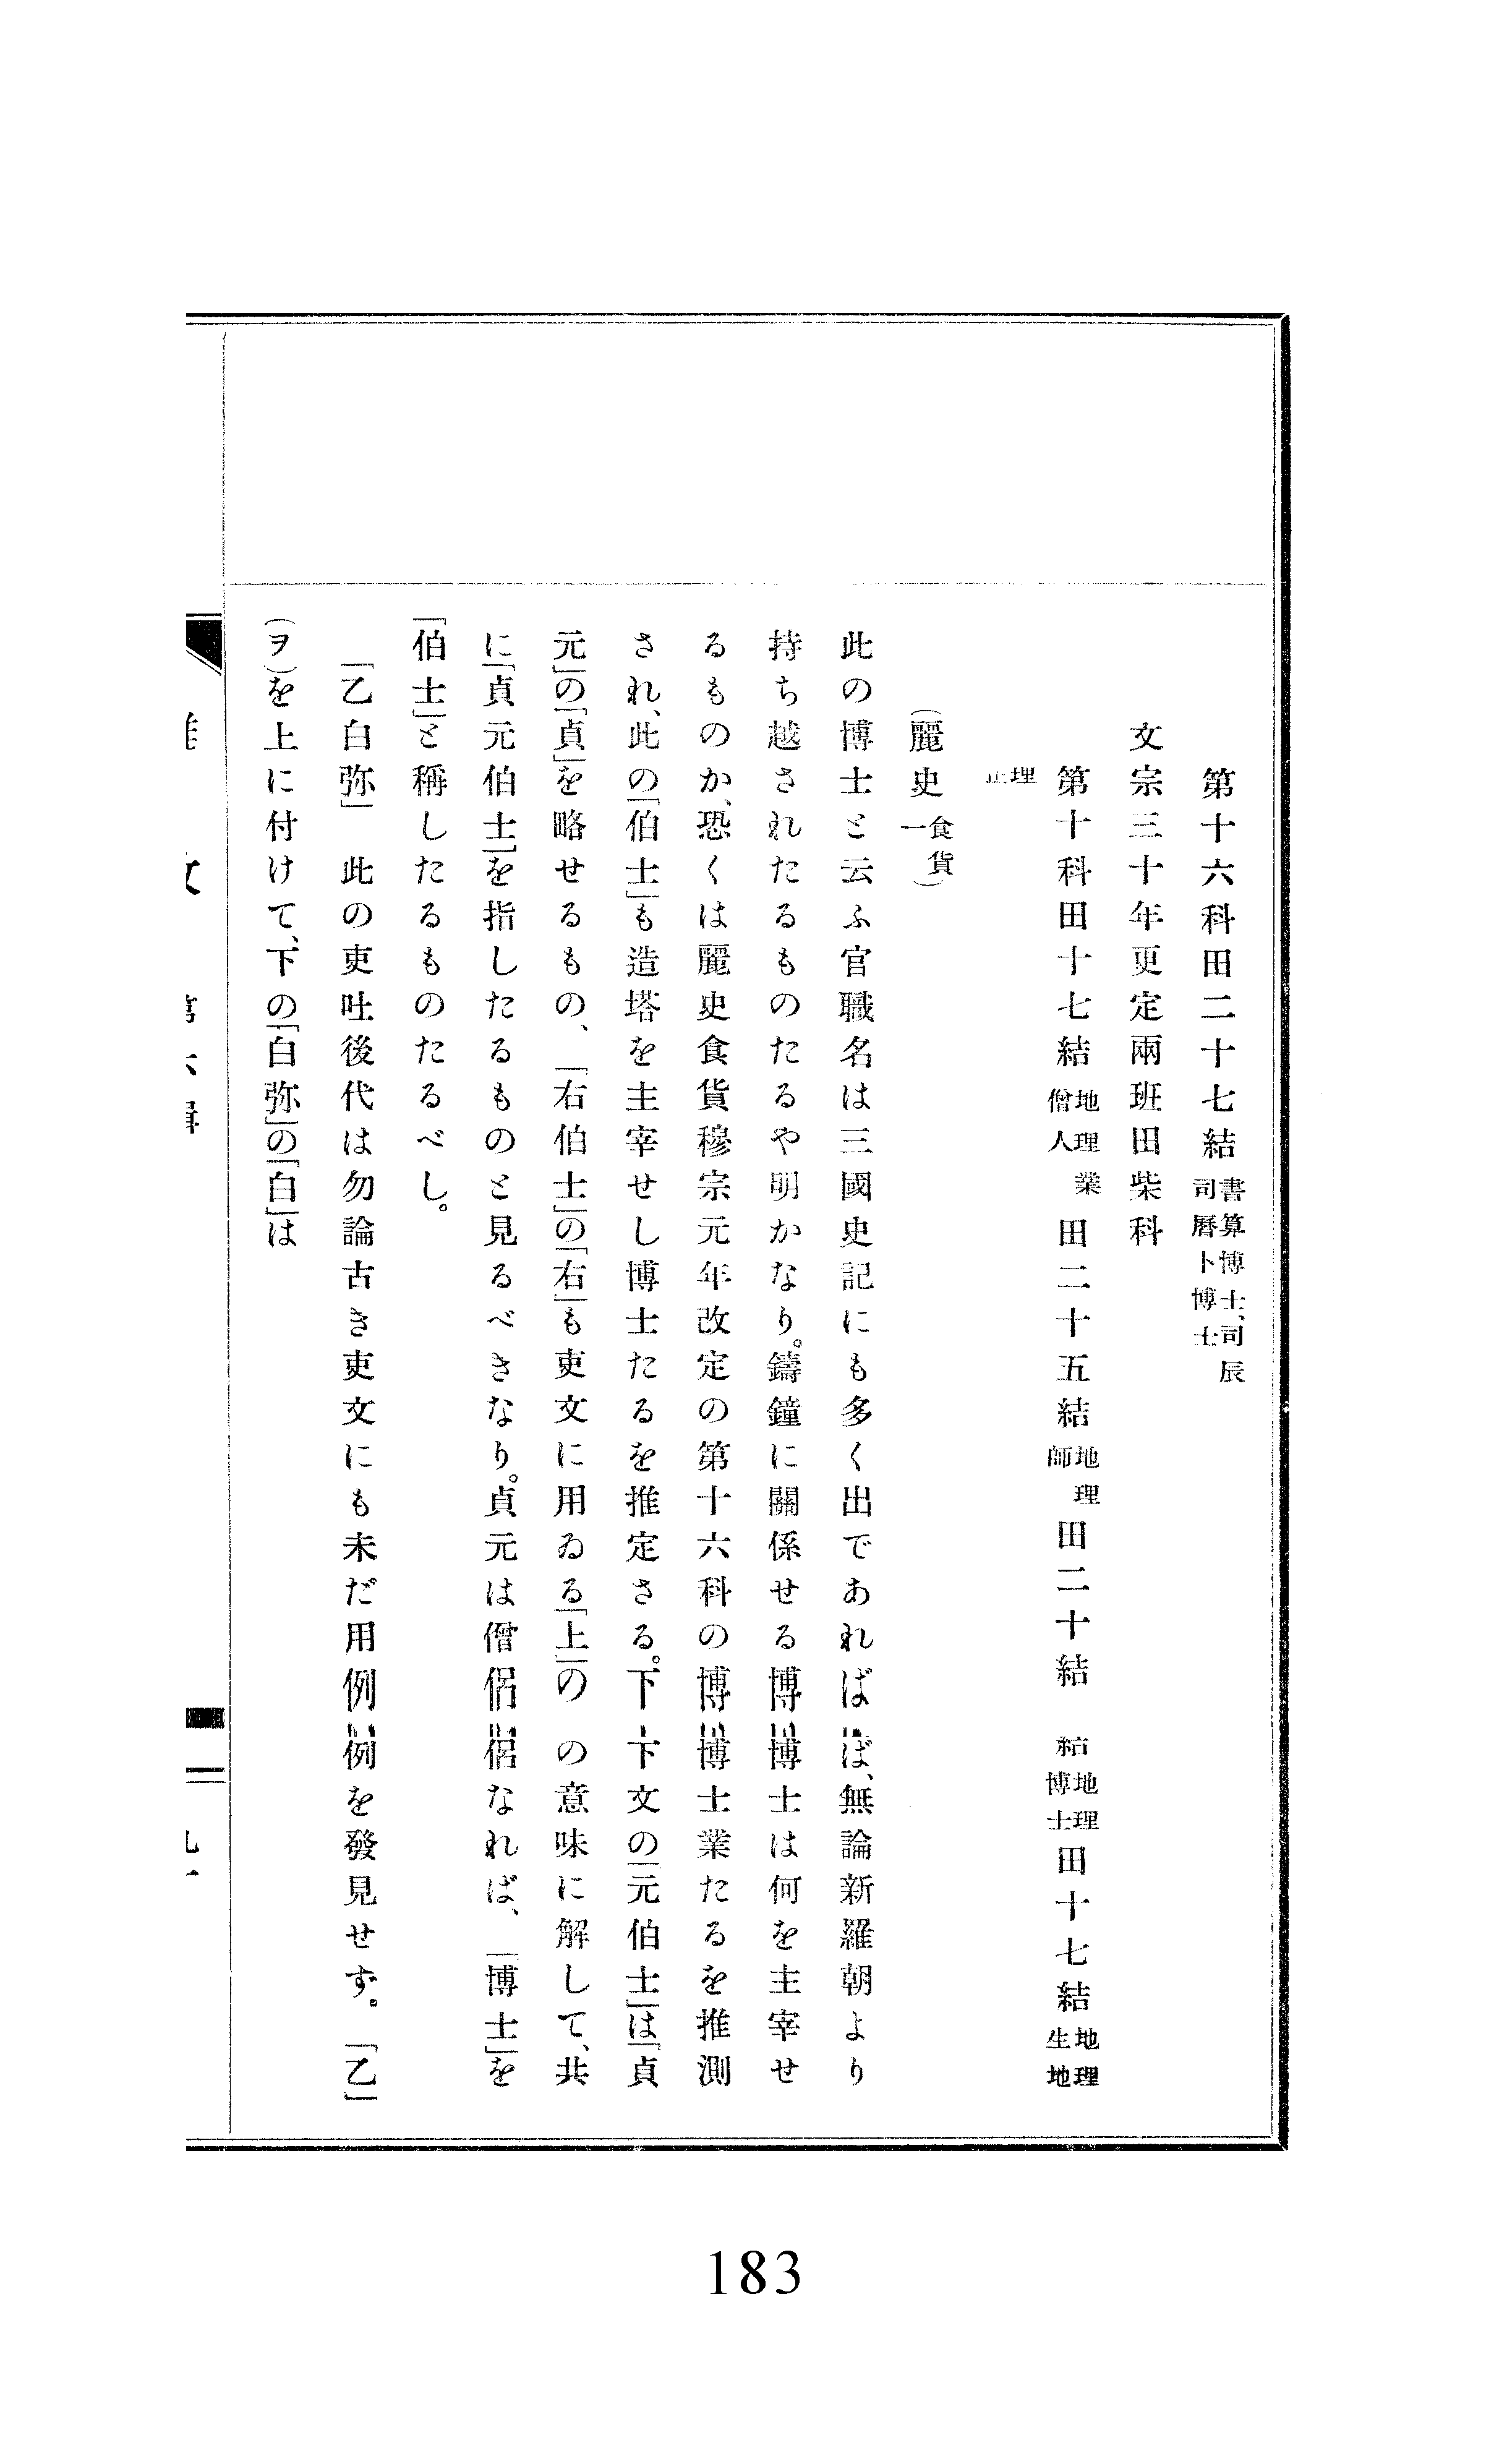 第十六科田二十七結書算博士、司辰司曆卜博士
文宗三十年更定兩班田柴科
第十科田十七結地理業僧人田二十五結地理師田二十結地理博士田十七結地理生地
理正
(麗史食貨一)
此の博士と云ふ官職名は三國史記にも多く出であれば、無論新羅朝より
持ち越されたるものたるや明かなり。鑄鐘に關係せる博士は何を主宰せ
るものか、恐くは麗史食貨穆宗元年改定の第十六科の博士業たるを推測
され、此の「伯士」も造塔を主宰せし博士たるを推定さる。下文の「元伯士」は「貞
元」の「貞」を略せるもの、「右伯士」の「右」も吏文に用ゐる「上」の の意味に解して、共
に「貞元伯士」を指したるものと見るべきなり。貞元は僧侶なれば、「博士」を
「伯士」と稱したるものたるべし。
「乙白弥」 此の吏吐後代は勿論古き吏文にも未だ用例を發見せず。「乙」
(ヲ)を上に付けて、下の「白弥」の「白」は
183